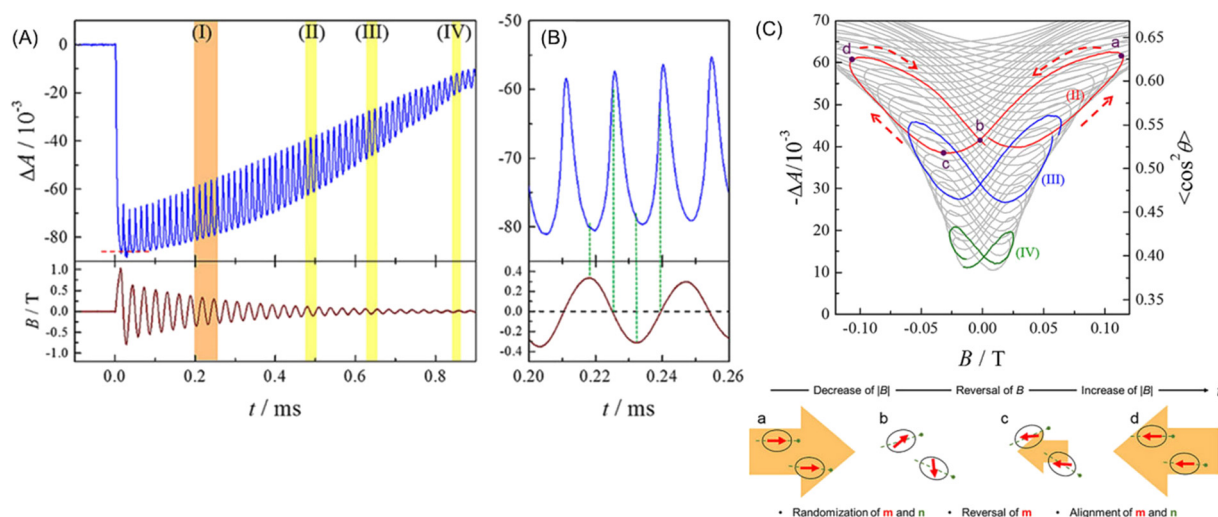 (A)
(I)
(II)
(III)
(IV)
0
-20
-40
-60
-80
ΔA / 10⁻³
1.0
0.5
0.0
-0.5
-1.0
B / T
0.0
0.2
0.4
0.6
0.8
t / ms
(B)
-50
-60
-70
-80
0.4
0.2
0.0
-0.2
-0.4
0.20
0.22
0.24
0.26
t / ms
(C)
70
60
50
40
30
20
10
0
-ΔA/10⁻³
d
a
b
c
(II)
(III)
(IV)
0.65
0.60
0.55
0.50
0.45
0.40
0.35
<cos²θ>
-0.10
-0.05
0.00
0.05
0.10
B / T
Decrease of |B|
Reversal of B
Increase of |B|
a
b
c
d
• Randomization of m and n
• Reversal of m
• Alignment of m and n